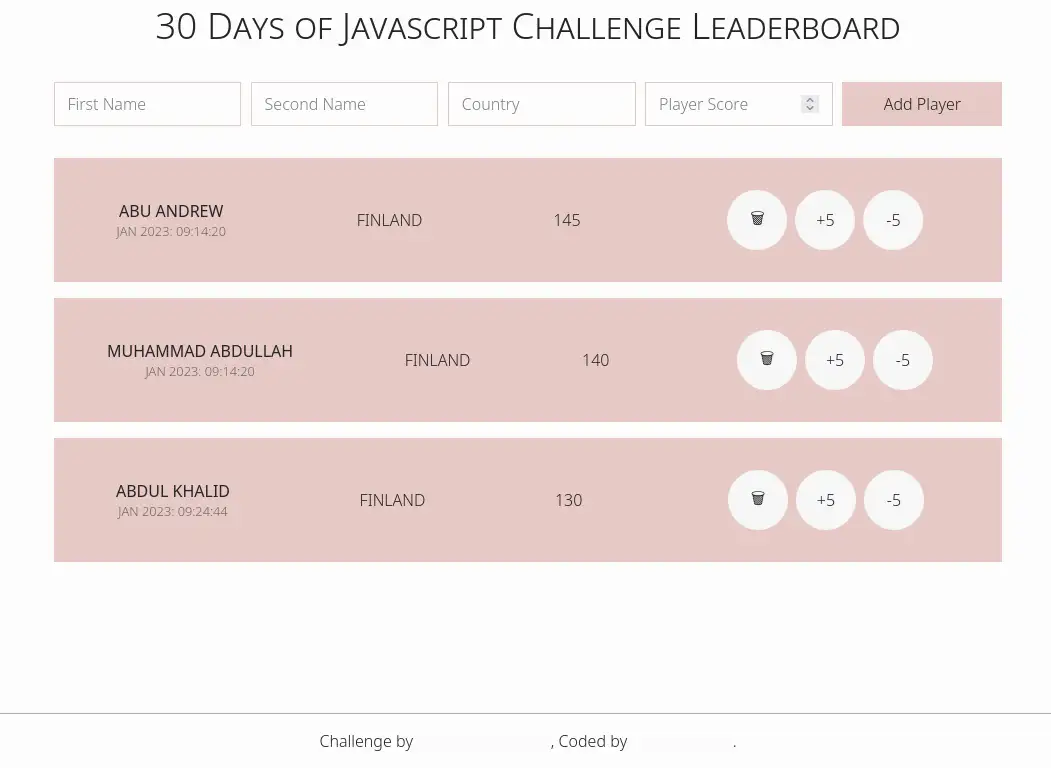 30 Days of Javascript Challenge Leaderboard
First Name Second Name Country Player Score Add Player
ABU ANDREW
JAN 2023: 09:14:20
FINLAND 145 +5 -5
MUHAMMAD ABDULLAH
JAN 2023: 09:14:20
FINLAND 140 +5 -5
ABDUL KHALID
JAN 2023: 09:24:44
FINLAND 130 +5 -5
Challenge by , Coded by .